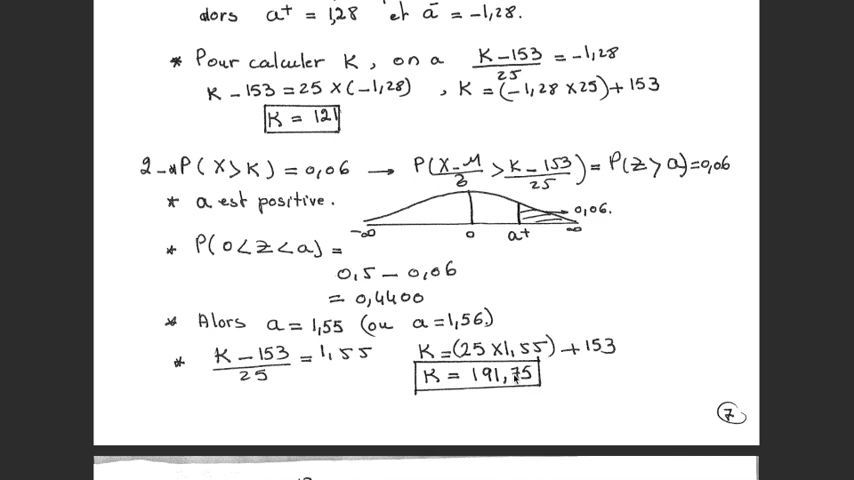 alors a+ = 1,28 et a- = -1,28.
* Pour calculer K, on a (K-153)/25 = -1,28
K - 153 = 25 x (-1,28) , K = (-1,28 x 25) + 153
K = 121
2-* P(X > K) = 0,06 → P((X-M)/σ > (K-153)/25) = P(Z > a) = 0,06
* a est positive.
0,06.
-∞ 0 a+ ∞
* P(0 < Z < a) =
0,5 - 0,06
= 0,4400
* Alors a = 1,55 (ou a = 1,56)
* (K-153)/25 = 1,55 K = (25 x 1,55) + 153
K = 191,75
7